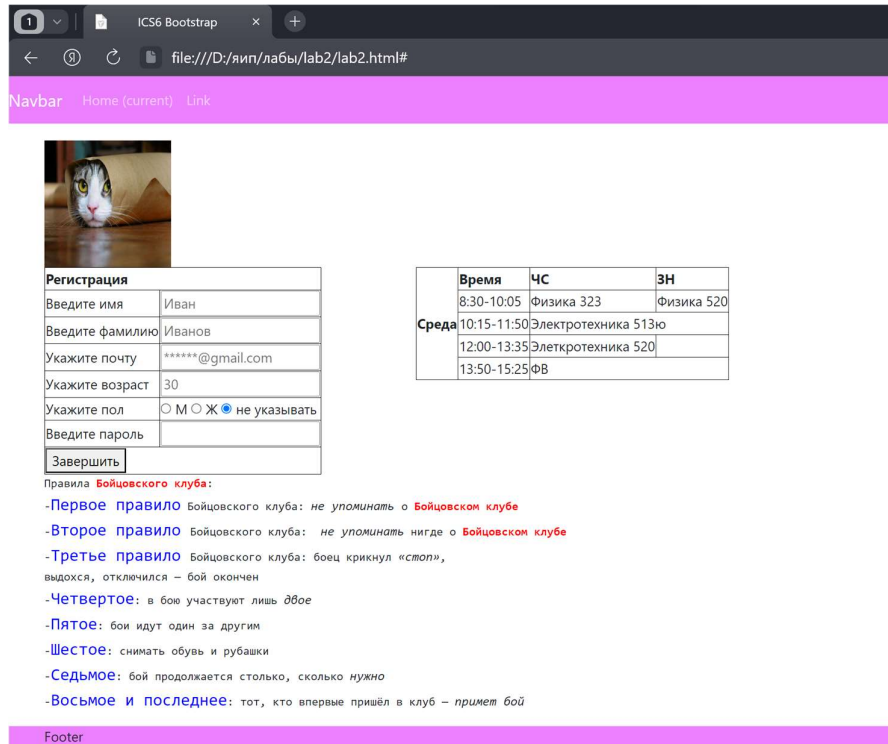 1
ICS6 Bootstrap
file:///D:/яип/лабы/lab2/lab2.html#
Navbar Home (current) Link
Регистрация
Введите имя Иван
Введите фамилию Иванов
Укажите почту ******@gmail.com
Укажите возраст 30
Укажите пол М Ж не указывать
Введите пароль
Завершить
Время ЧС ЗН
8:30-10:05 Физика 323 Физика 520
Среда 10:15-11:50 Электротехника 513ю
12:00-13:35 Элеткротехника 520
13:50-15:25 ФВ
Правила Бойцовского клуба:
-Первое правило Бойцовского клуба: не упоминать о Бойцовском клубе
-Второе правило Бойцовского клуба: не упоминать нигде о Бойцовском клубе
-Третье правило Бойцовского клуба: боец крикнул «стоп»,
выдохся, отключился — бой окончен
-Четвертое: в бою участвуют лишь двое
-Пятое: бои идут один за другим
-Шестое: снимать обувь и рубашки
-Седьмое: бой продолжается столько, сколько нужно
-Восьмое и последнее: тот, кто впервые пришёл в клуб — примет бой
Footer